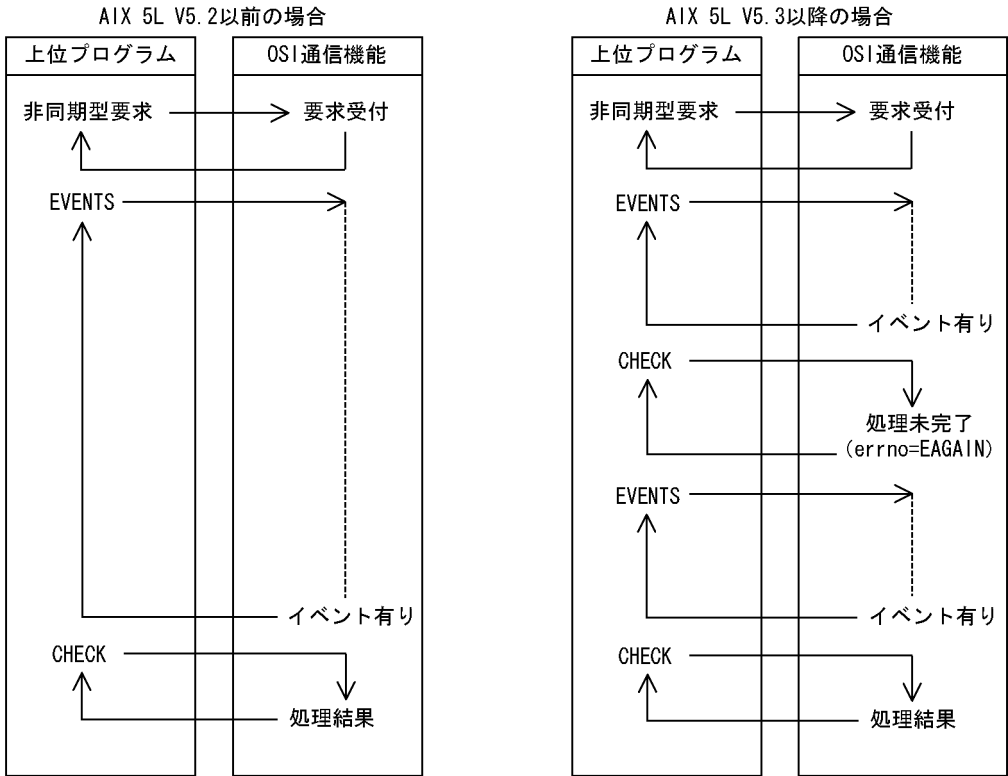 AIX 5L V5.2以前の場合
上位プログラム
OSI通信機能
非同期型要求
要求受付
EVENTS
イベント有り
CHECK
処理結果
AIX 5L V5.3以降の場合
上位プログラム
OSI通信機能
非同期型要求
要求受付
EVENTS
イベント有り
CHECK
処理未完了
(errno=EAGAIN)
EVENTS
イベント有り
CHECK
処理結果